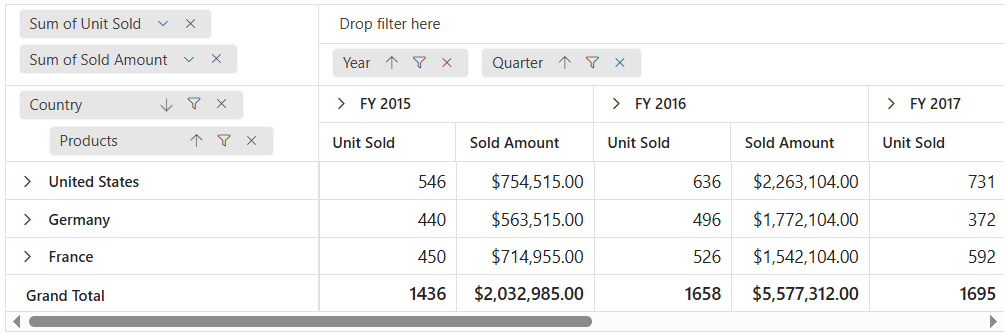 Sum of Unit Sold
Drop filter here
Sum of Sold Amount
Year Quarter
Country
FY 2015 FY 2016 FY 2017
Products
Unit Sold Sold Amount Unit Sold Sold Amount Unit Sold
United States 546 $754,515.00 636 $2,263,104.00 731
Germany 440 $563,515.00 496 $1,772,104.00 372
France 450 $714,955.00 526 $1,542,104.00 592
Grand Total 1436 $2,032,985.00 1658 $5,577,312.00 1695